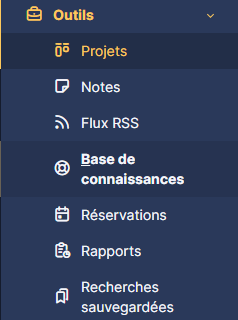 Outils
Projets
Notes
Flux RSS
Base de
connaissances
Réservations
Rapports
Recherches
sauvegardées